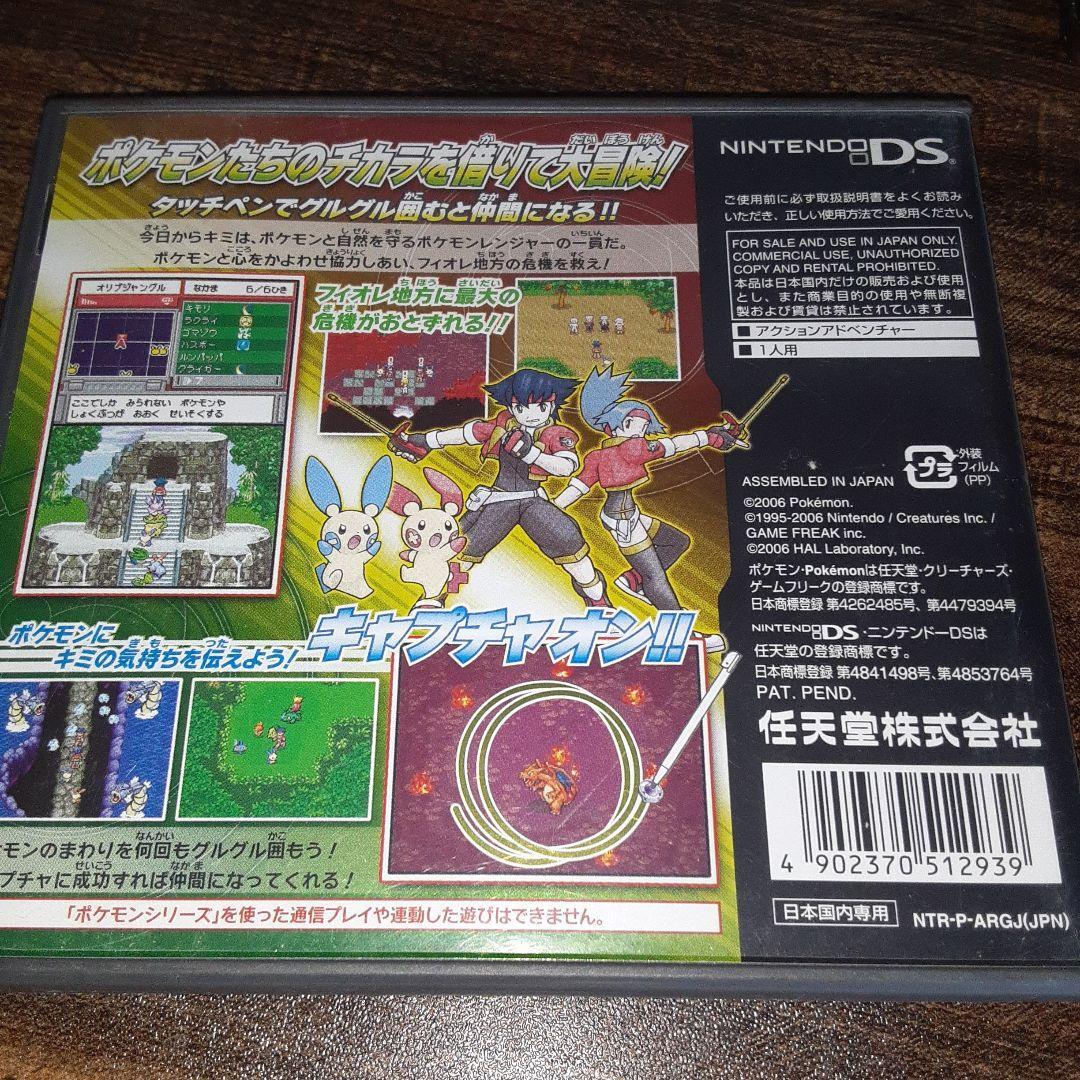 ポケモンたちのチカラを借りて大冒険!
タッチペンでグルグル囲むと仲間になる!!
今日からキミは、ポケモンと自然を守るポケモンレンジャーの一員だ。
ポケモンと心をかよわせ協力しあい、フィオレ地方の危機を救え!
オリブジャングル
なかま 6/6ひき
キモリ
ラクライ
ゴマゾウ
ハスボー
ルンパッパ
クライガー
ここでしか みられない ポケモンや
しょくぶつが おおく せいそくする
フィオレ地方に最大の
危機がおとずれる!!
ポケモンに
キミの気持ちを伝えよう!
キャプチャ・オン!!
モンのまわりを何回もグルグル囲もう!
プチャに成功すれば仲間になってくれる!
「ポケモンシリーズ」を使った通信プレイや連動した遊びはできません。
NINTENDO DS®
ご使用前に必ず取扱説明書をよくお読み
いただき、正しい使用方法でご愛用ください。
FOR SALE AND USE IN JAPAN ONLY.
COMMERCIAL USE, UNAUTHORIZED
COPY AND RENTAL PROHIBITED.
本品は日本国内だけの販売および使用
とし、また商業目的の使用や無断複
製および賃貸は禁止されています。
■ アクションアドベンチャー
■ 1人用
ASSEMBLED IN JAPAN
プラ
外装
フィルム
(PP)
©2006 Pokémon.
©1995-2006 Nintendo / Creatures Inc. /
GAME FREAK inc.
©2006 HAL Laboratory, Inc.
ポケモン・Pokémonは任天堂・クリーチャーズ・
ゲームフリークの登録商標です。
日本商標登録 第4262485号、第4479394号
NINTENDO DS・ニンテンドーDSは
任天堂の登録商標です。
日本商標登録 第4841498号、第4853764号
PAT. PEND.
任天堂株式会社
4 902370 512939
日本国内専用
NTR-P-ARGJ(JPN)